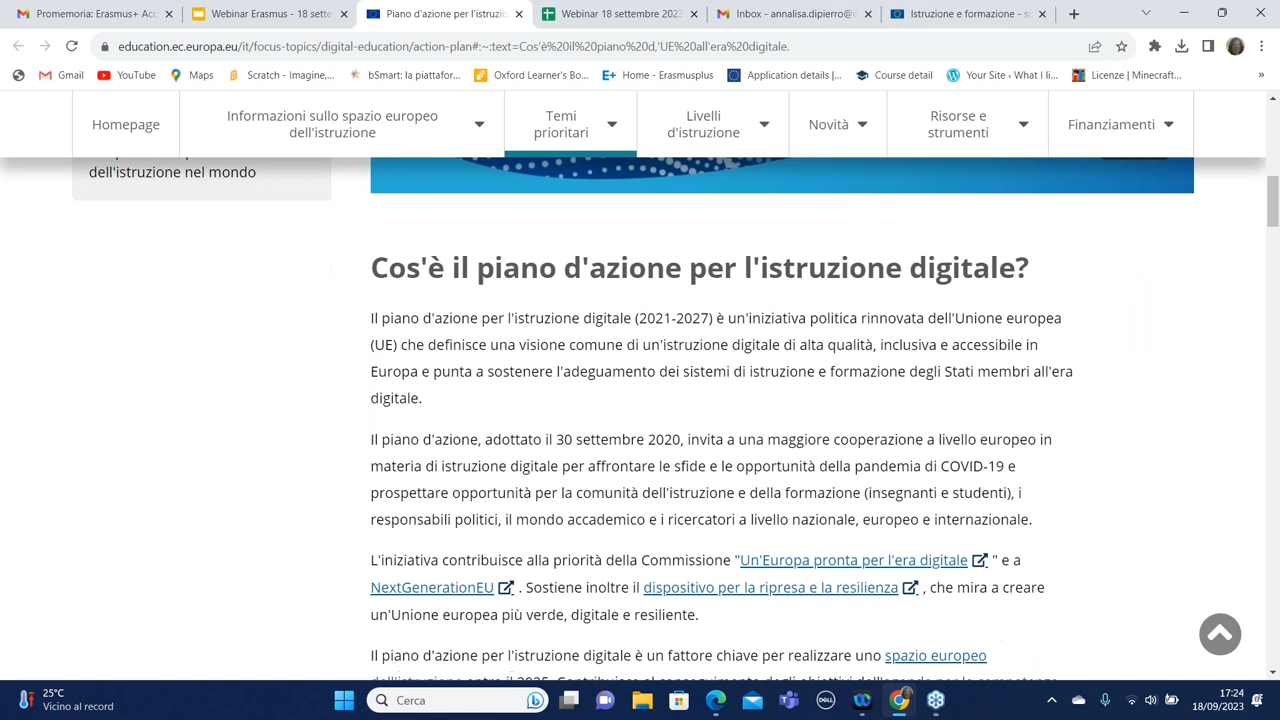 Promemoria: Erasmus+ Acc
Webinar Erasmus – 18 sette
Piano d'azione per l'istruzio
Webinar 18 settembre 2023
Inbox - annalisa.dipierro@e
Istruzione e formazione - se
education.ec.europa.eu/it/focus-topics/digital-education/action-plan#:~:text=Cos'è%20il%20piano%20d,'UE%20all'era%20digitale.
Gmail
YouTube
Maps
Scratch - Imagine,...
bSmart: la piattafor...
Oxford Learner's Bo...
Home - Erasmusplus
Application details |...
Course detail
Your Site ‹ What I li...
Licenze | Minecraft...
»
Homepage
Informazioni sullo spazio europeo
dell'istruzione
Temi
prioritari
Livelli
d'istruzione
Novità
Risorse e
strumenti
Finanziamenti
dell'istruzione nel mondo
Cos'è il piano d'azione per l'istruzione digitale?
Il piano d'azione per l'istruzione digitale (2021-2027) è un'iniziativa politica rinnovata dell'Unione europea
(UE) che definisce una visione comune di un'istruzione digitale di alta qualità, inclusiva e accessibile in
Europa e punta a sostenere l'adeguamento dei sistemi di istruzione e formazione degli Stati membri all'era
digitale.
Il piano d'azione, adottato il 30 settembre 2020, invita a una maggiore cooperazione a livello europeo in
materia di istruzione digitale per affrontare le sfide e le opportunità della pandemia di COVID-19 e
prospettare opportunità per la comunità dell'istruzione e della formazione (insegnanti e studenti), i
responsabili politici, il mondo accademico e i ricercatori a livello nazionale, europeo e internazionale.
L'iniziativa contribuisce alla priorità della Commissione "Un'Europa pronta per l'era digitale " e a
NextGenerationEU . Sostiene inoltre il dispositivo per la ripresa e la resilienza , che mira a creare
un'Unione europea più verde, digitale e resiliente.
Il piano d'azione per l'istruzione digitale è un fattore chiave per realizzare uno spazio europeo
25°C
Vicino al record
Cerca
DELL
17:24
18/09/2023